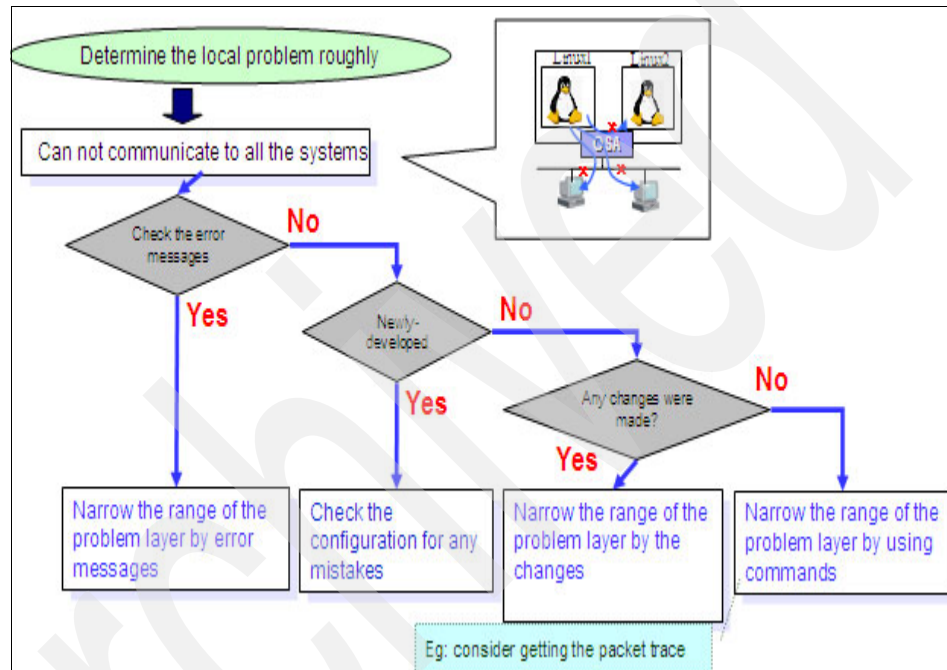 Determine the local problem roughly
Linux1
Linux2
OSA
Can not communicate to all the systems
Check the error
messages
No
Yes
Newly-
developed
No
Yes
Any changes were
made?
No
Yes
Narrow the range of the
problem layer by error
messages
Check the
configuration for any
mistakes
Narrow the range of the
problem layer by the
changes
Narrow the range of the
problem layer by using
commands
Eg: consider getting the packet trace